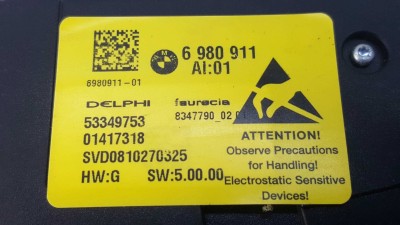 BMW
6 980 911
AI:01
6980911-01
DELPHI faurecia
53349753 8347790_02
01417318
SVD0810270325
HW:G SW:5.00.00
ATTENTION!
Observe Precautions
for Handling!
Electrostatic Sensitive
Devices!